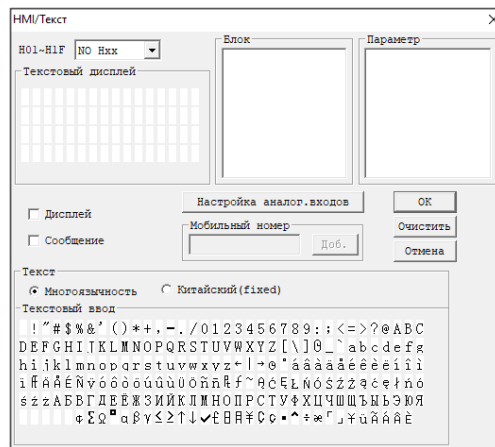 HMI/Текст
H01~H1F NO Hxx
Блок
Параметр
Текстовый дисплей
Настройка аналог.входов
OK
Дисплей
Мобильный номер
Очистить
Сообщение
Доб.
Отмена
Текст
Многоязычность
Китайский(fixed)
Текстовый ввод
!"#$%&'()*+,-./0123456789:;<=>?@ABC
DEFGHIJKLMNOPQRSTUVWXYZ[\]
_`abcdefg
hijklmnopqrstuvwxyz
АБВГДЕЁЖЗИЙКЛМНОПРСТУФХЦЧШЩЪЫЬЭЮЯ